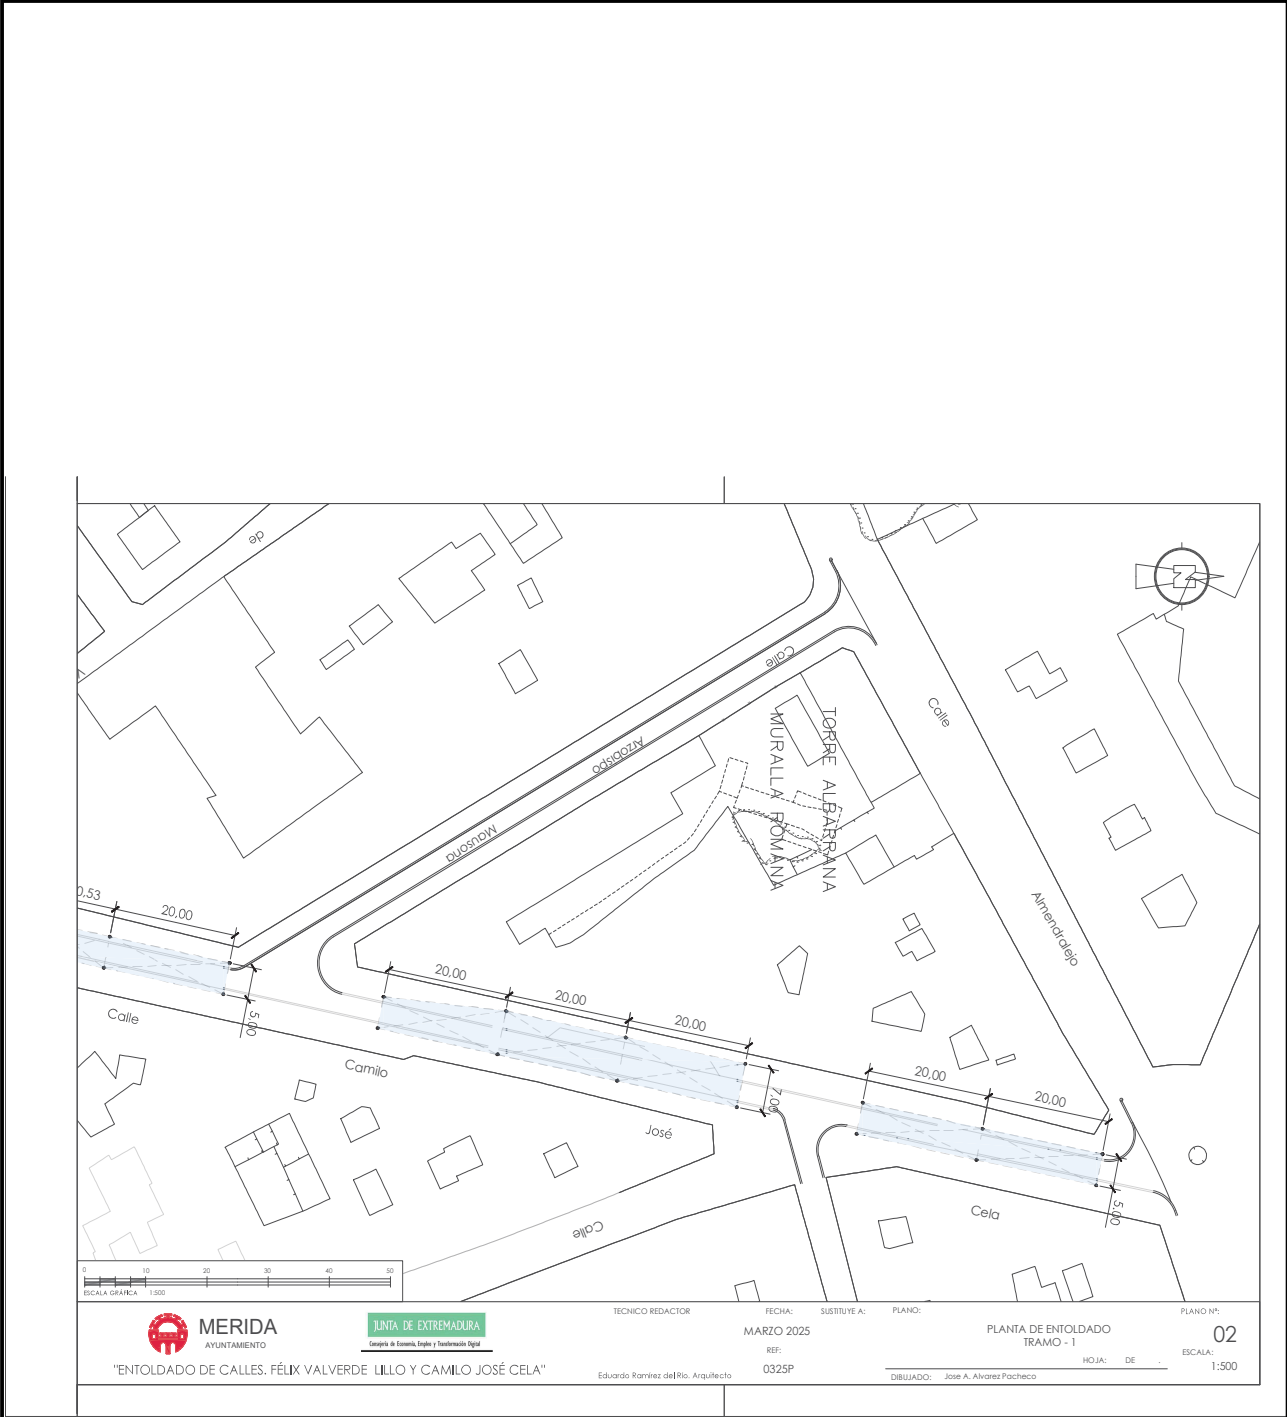 de
Calle
Arzobispo
Mausona
Calle
Almendralejo
TORRE ALBARRANA
MURALLA ROMANA
N
0,53
20,00
5,00
20,00
20,00
20,00
7,00
20,00
20,00
5,00
Calle
Camilo
José
Cela
Calle
0 10 20 30 40 50
ESCALA GRÁFICA 1:500
MERIDA
AYUNTAMIENTO
JUNTA DE EXTREMADURA
Consejería de Economía, Empleo y Transformación Digital
"ENTOLDADO DE CALLES. FÉLIX VALVERDE LILLO Y CAMILO JOSÉ CELA"
TECNICO REDACTOR
Eduardo Ramírez del Río. Arquitecto
FECHA:
MARZO 2025
REF:
0325P
SUSTITUYE A:
PLANO:
PLANTA DE ENTOLDADO
TRAMO - 1
HOJA: DE .
DIBUJADO: Jose A. Alvarez Pacheco
PLANO Nº:
02
ESCALA:
1:500